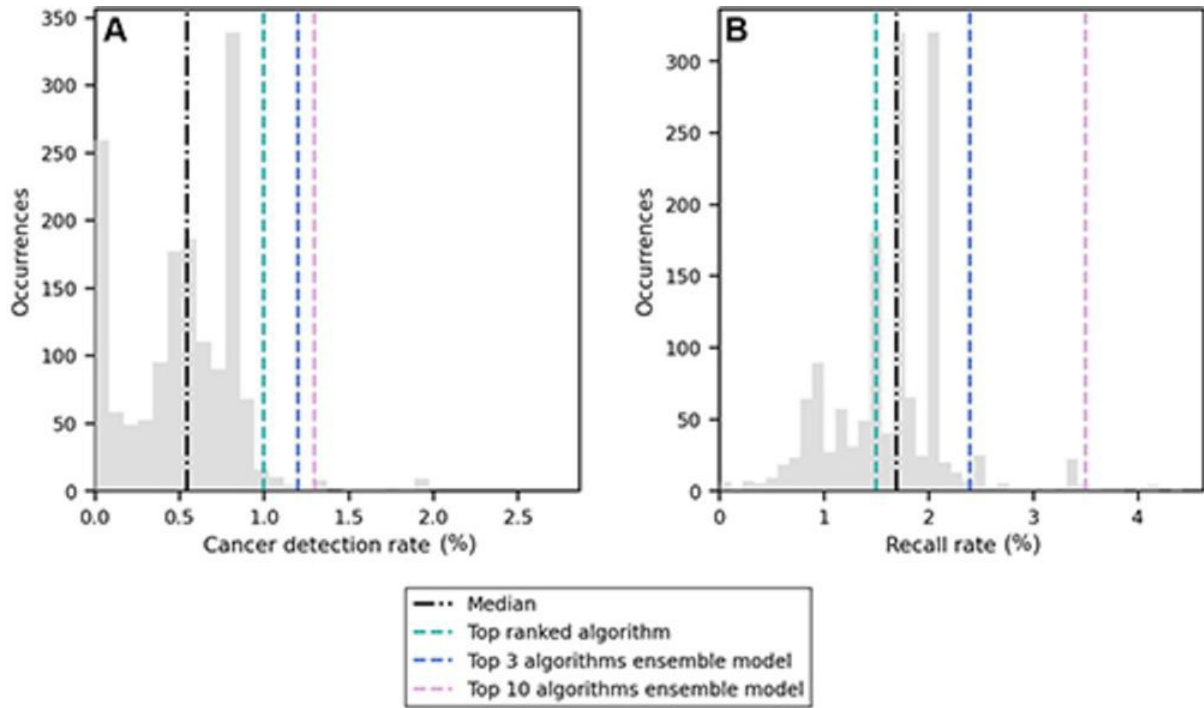 A
Occurrences
350
300
250
200
150
100
50
0
0.0 0.5 1.0 1.5 2.0 2.5
Cancer detection rate (%)
B
Occurrences
300
250
200
150
100
50
0
0 1 2 3 4
Recall rate (%)
Median
Top ranked algorithm
Top 3 algorithms ensemble model
Top 10 algorithms ensemble model